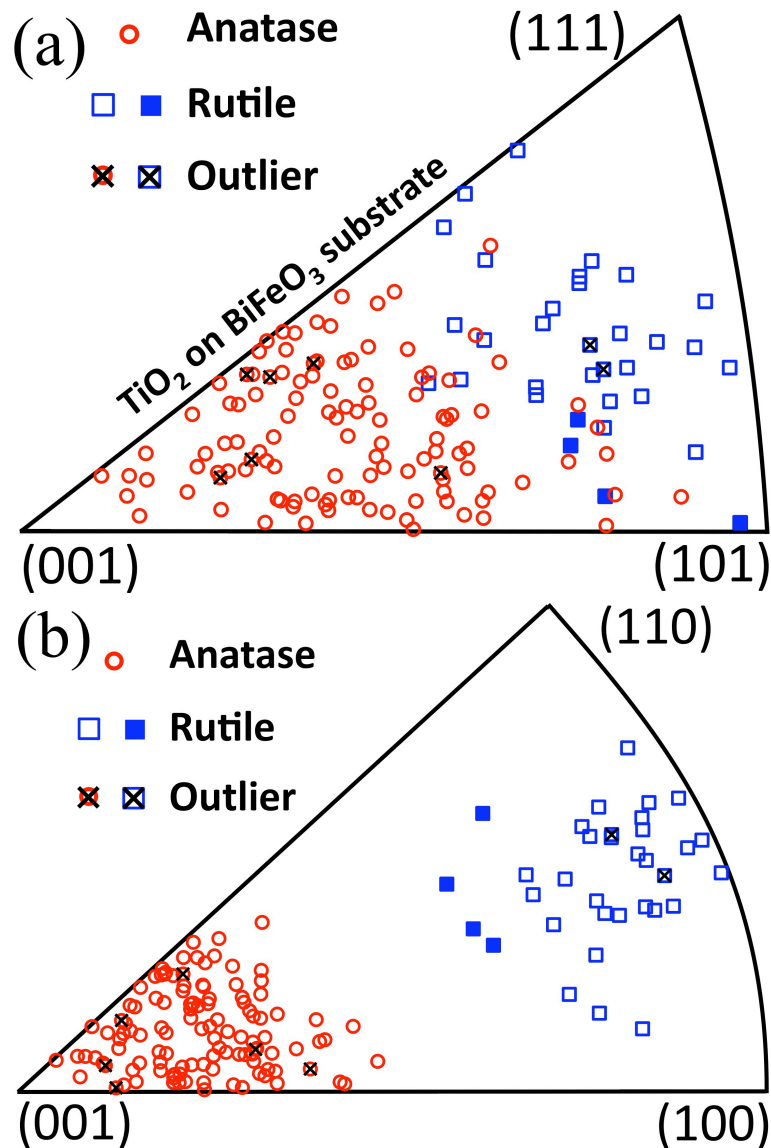 (a)
Anatase
(111)
Rutile
Outlier
TiO₂ on BiFeO₃ substrate
(001)
(101)
(b)
Anatase
(110)
Rutile
Outlier
(001)
(100)